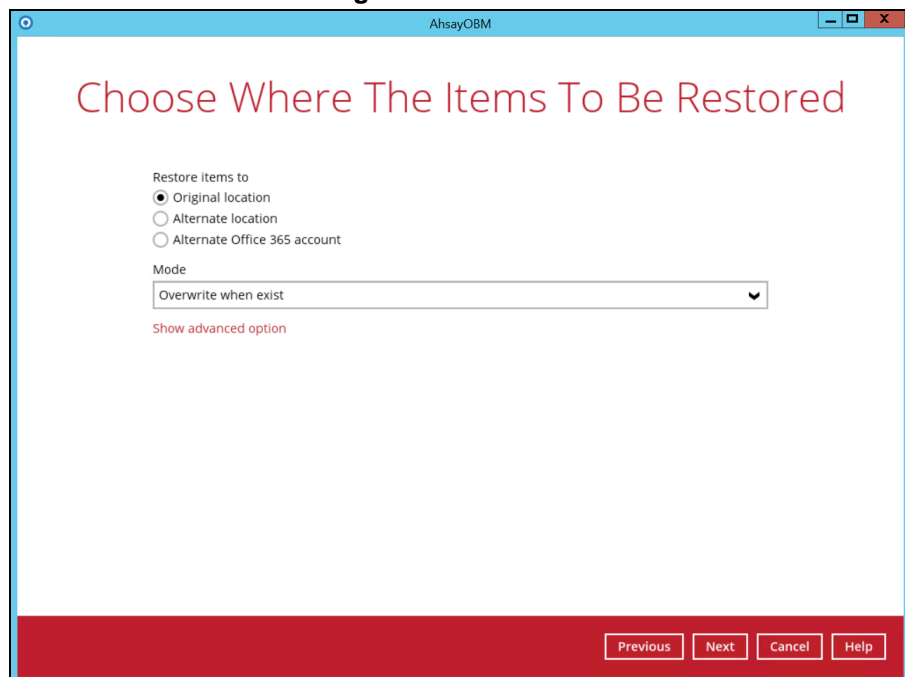 AhsayOBM
Choose Where The Items To Be Restored
Restore items to
Original location
Alternate location
Alternate Office 365 account
Mode
Overwrite when exist
Show advanced option
Previous Next Cancel Help